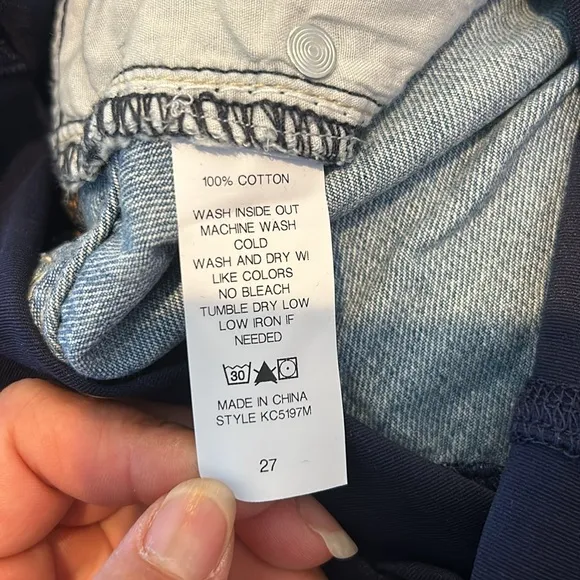 100% COTTON
WASH INSIDE OUT
MACHINE WASH
COLD
WASH AND DRY WI
LIKE COLORS
NO BLEACH
TUMBLE DRY LOW
LOW IRON IF
NEEDED
30
MADE IN CHINA
STYLE KC5197M
27